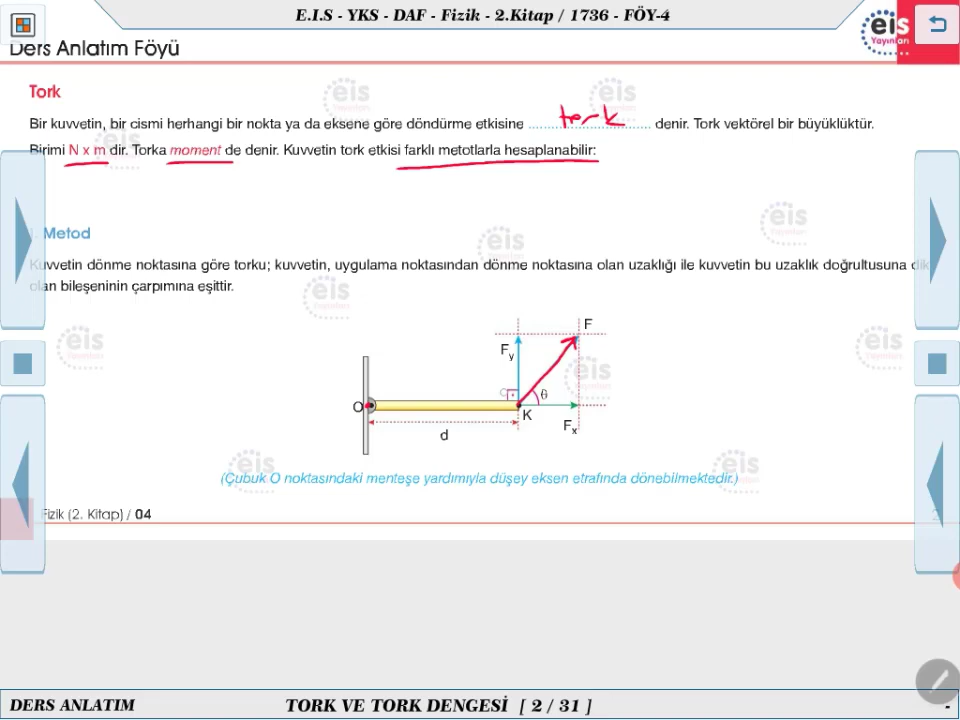 E.I.S - YKS - DAF - Fizik - 2.Kitap / 1736 - FÖY-4
eis
Yayınları
Ders Anlatım Föyü
Tork
Bir kuvvetin, bir cismi herhangi bir nokta ya da eksene göre döndürme etkisine tork denir. Tork vektörel bir büyüklüktür.
Birimi N x m dir. Torka moment de denir. Kuvvetin tork etkisi farklı metotlarla hesaplanabilir:
I. Metod
Kuvvetin dönme noktasına göre torku; kuvvetin, uygulama noktasından dönme noktasına olan uzaklığı ile kuvvetin bu uzaklık doğrultusuna dik
olan bileşeninin çarpımına eşittir.
F
Fy
θ
O
K
Fx
d
(Çubuk O noktasındaki menteşe yardımıyla düşey eksen etrafında dönebilmektedir.)
Fizik (2. Kitap) / 04
DERS ANLATIM
TORK VE TORK DENGESİ [ 2 / 31 ]
-